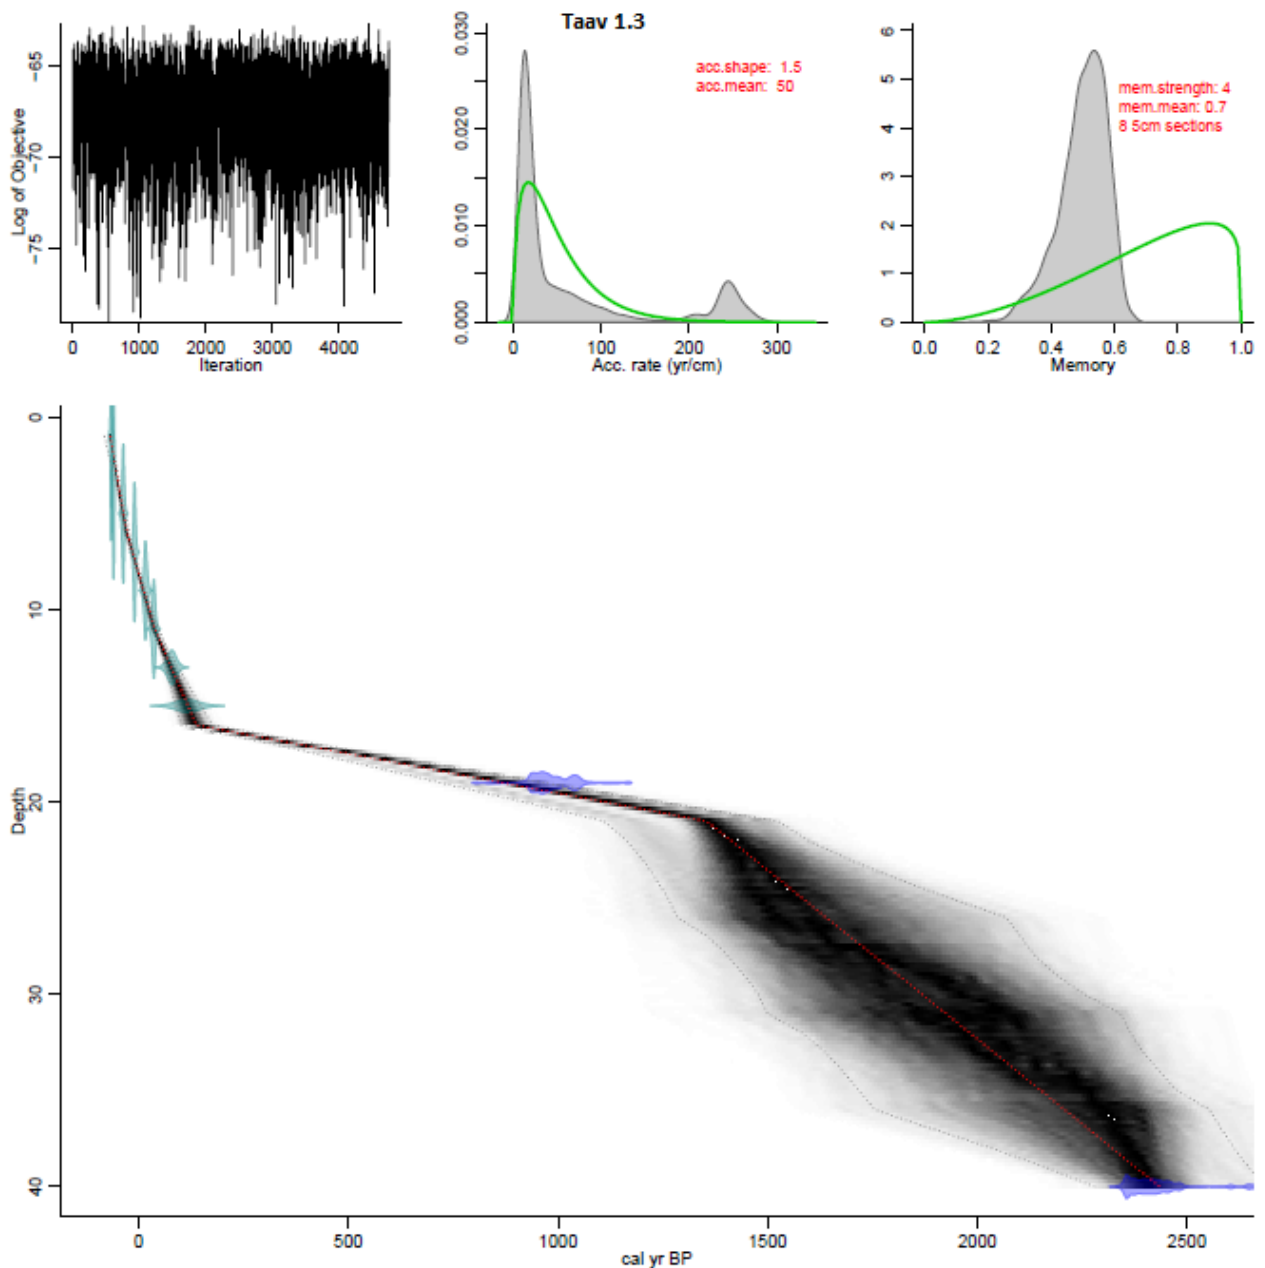 Taav 1.3
-65
-70
-75
Log of Objective
0 1000 2000 3000 4000
Iteration
0.030
0.020
0.010
0.000
acc.shape: 1.5
acc.mean: 50
0 100 200 300
Acc. rate (yr/cm)
6
5
4
3
2
1
0
mem.strength: 4
mem.mean: 0.7
8 5cm sections
0.0 0.2 0.4 0.6 0.8 1.0
Memory
0
10
20
30
40
Depth
0 500 1000 1500 2000 2500
cal yr BP